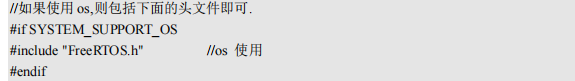 //如果使用 os,则包括下面的头文件即可.
#if SYSTEM_SUPPORT_OS
#include "FreeRTOS.h" //os 使用
#endif